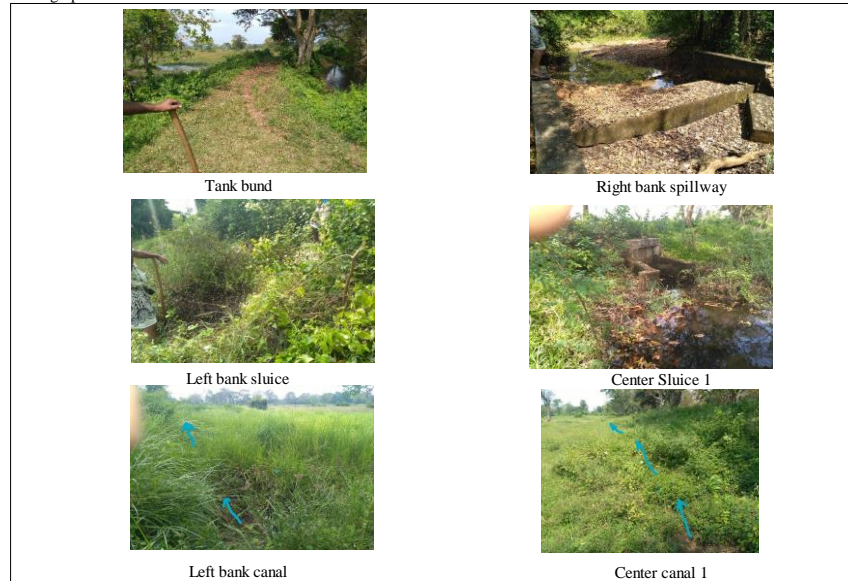 Tank bund
Right bank spillway
Left bank sluice
Center Sluice 1
Left bank canal
Center canal 1